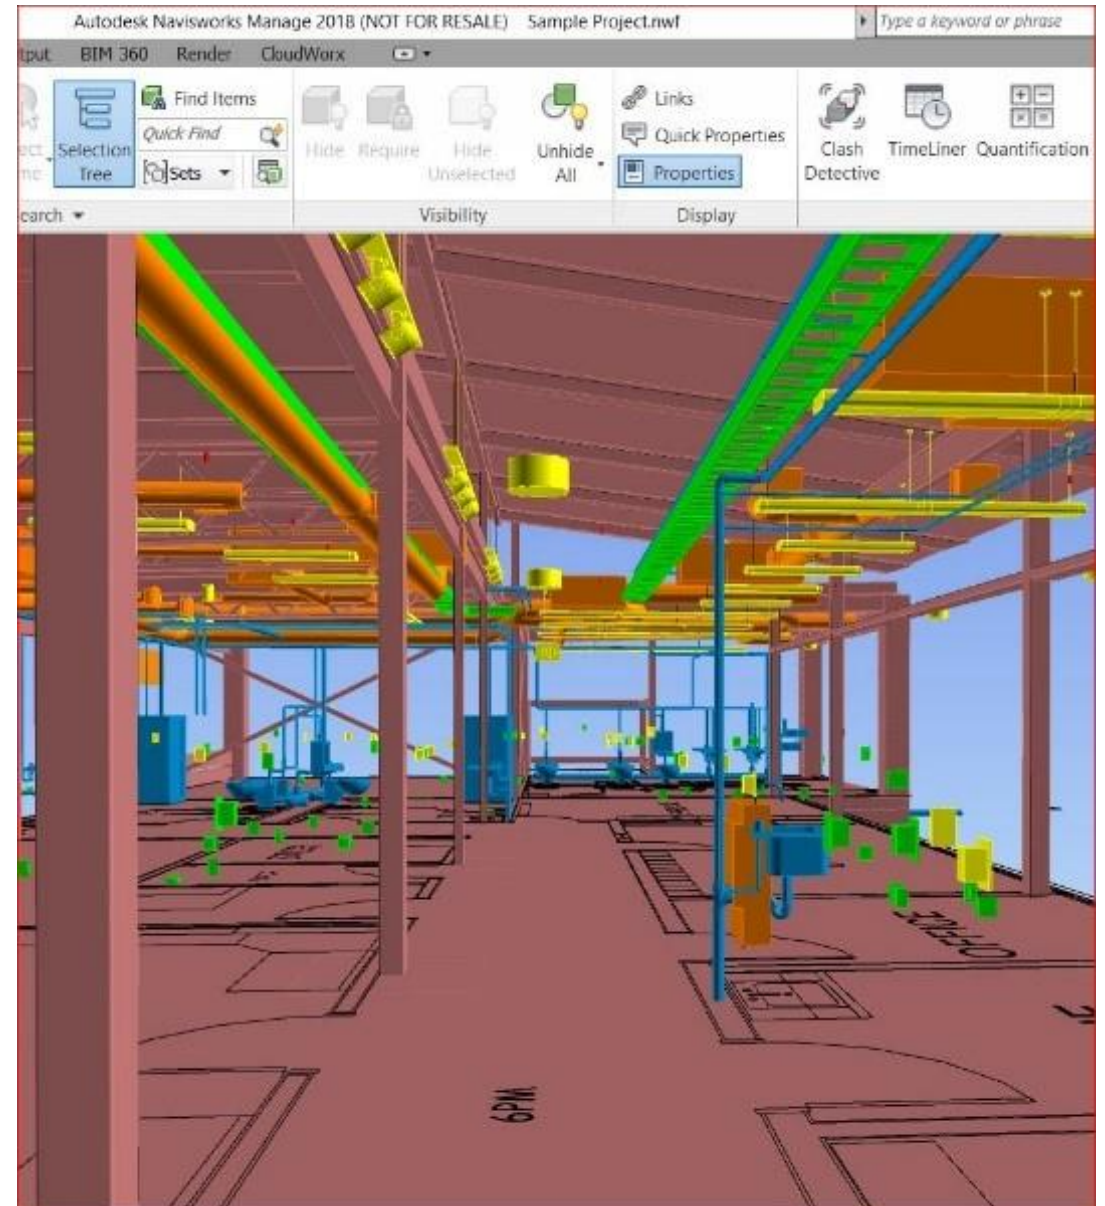 Autodesk Navisworks Manage 2018 (NOT FOR RESALE) Sample Project.nwf Type a keyword or phrase
tput BIM 360 Render CloudWorx
Find Items
Quick Find
Selection Tree
Sets
earch
Hide
Require
Hide Unselected
Unhide All
Visibility
Links
Quick Properties
Properties
Display
Clash Detective
TimeLiner
Quantification
OFFICE
6PM